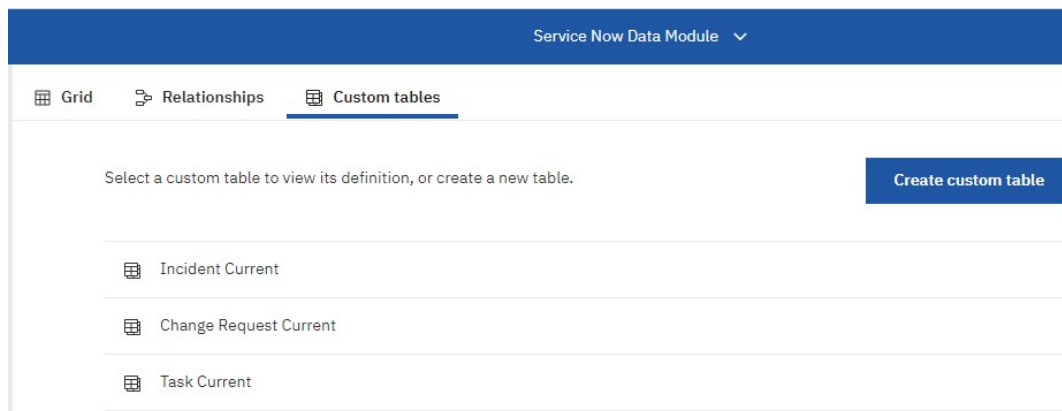 Service Now Data Module
Grid Relationships Custom tables
Select a custom table to view its definition, or create a new table.
Create custom table
Incident Current
Change Request Current
Task Current